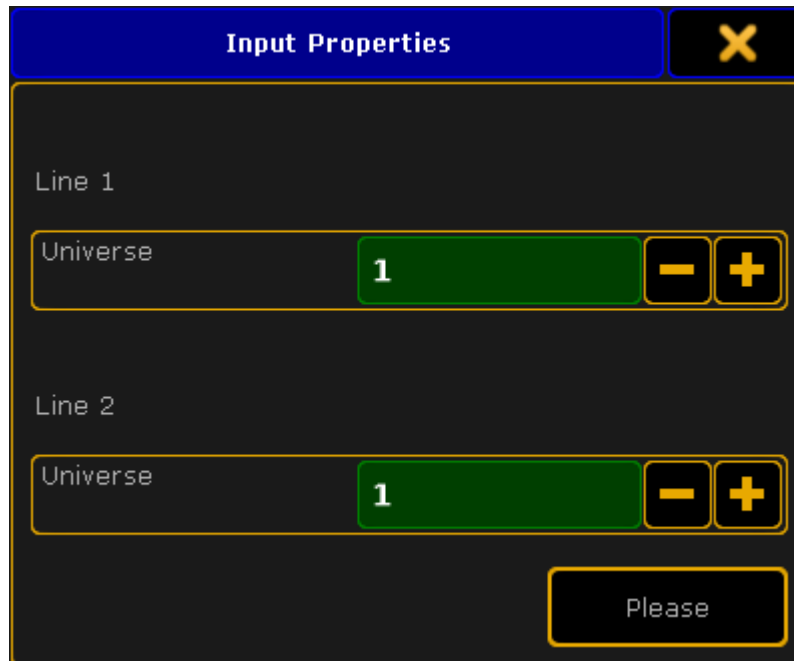 Input Properties
Line 1
Universe
1
Line 2
Universe
1
Please